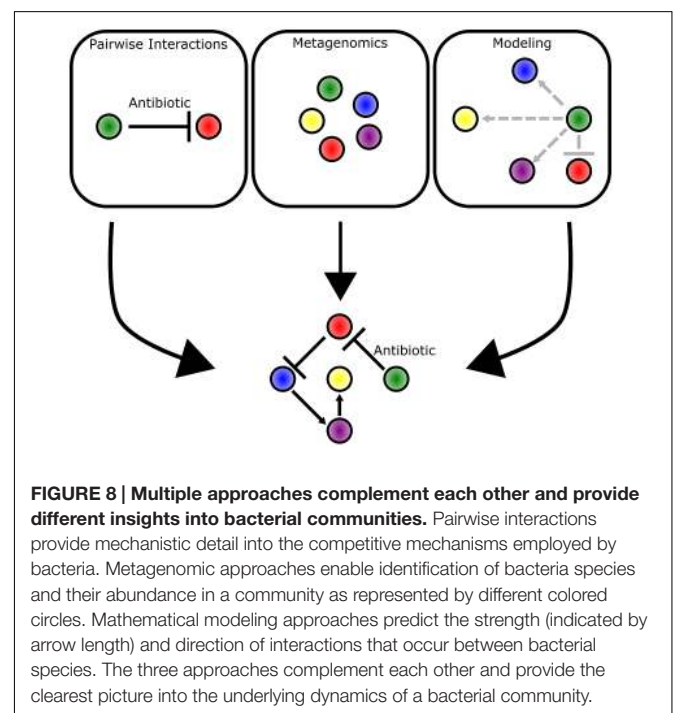 Pairwise Interactions
Metagenomics
Modeling
Antibiotic
Antibiotic
FIGURE 8 | Multiple approaches complement each other and provide
different insights into bacterial communities. Pairwise interactions
provide mechanistic detail into the competitive mechanisms employed by
bacteria. Metagenomic approaches enable identification of bacteria species
and their abundance in a community as represented by different colored
circles. Mathematical modeling approaches predict the strength (indicated by
arrow length) and direction of interactions that occur between bacterial
species. The three approaches complement each other and provide the
clearest picture into the underlying dynamics of a bacterial community.